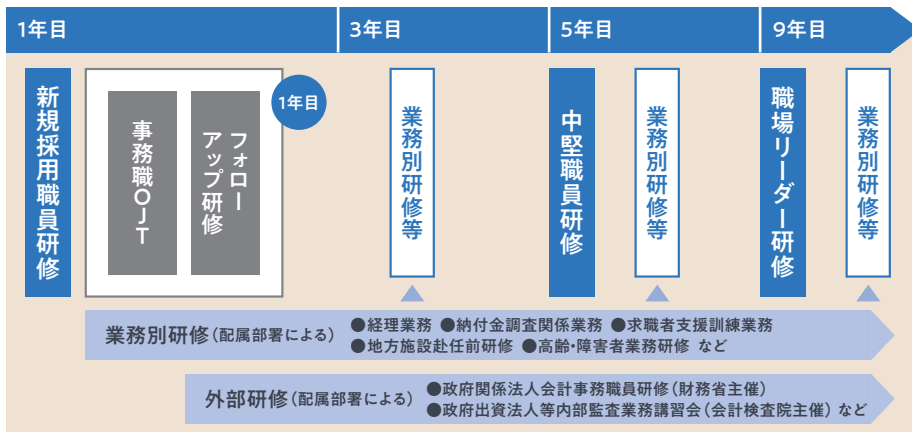 1年目
3年目
5年目
9年目
新規採用職員研修
事務職OJT
フォロー
アップ研修
1年目
業務別研修等
中堅職員研修
業務別研修等
職場リーダー研修
業務別研修等
業務別研修(配属部署による)
●経理業務 ●納付金調査関係業務 ●求職者支援訓練業務
●地方施設赴任前研修 ●高齢・障害者業務研修 など
外部研修(配属部署による)
●政府関係法人会計事務職員研修(財務省主催)
●政府出資法人等内部監査業務講習会(会計検査院主催) など